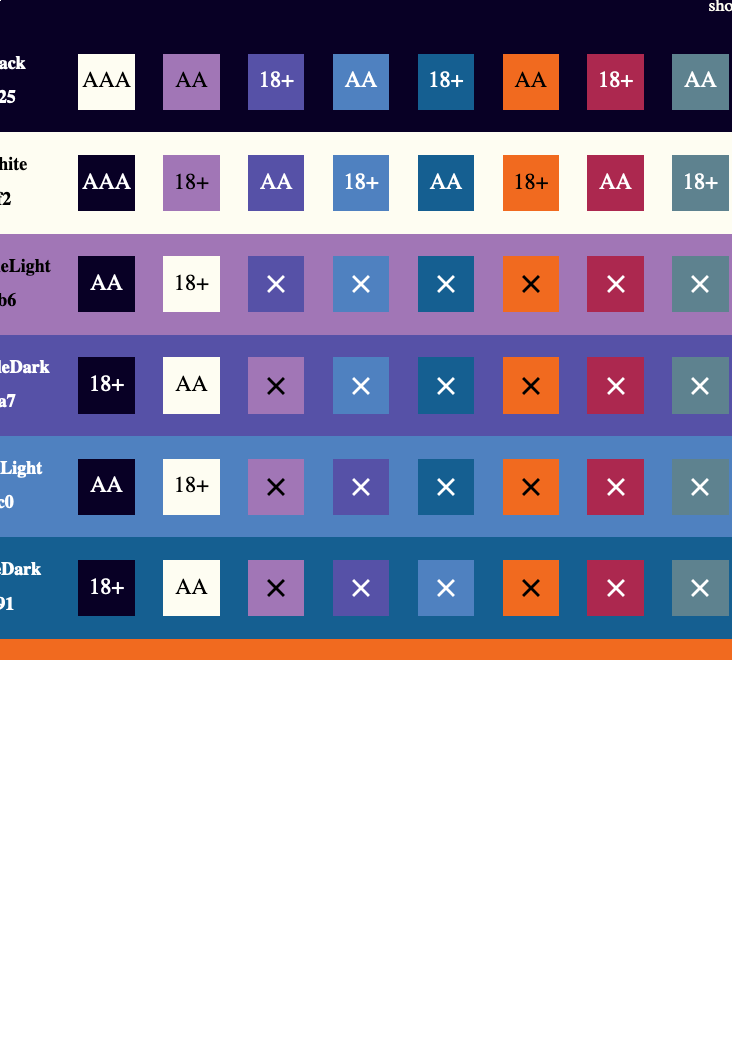 sho
ack
25
AAA AA 18+ AA 18+ AA 18+ AA
hite
f2
AAA 18+ AA 18+ AA 18+ AA 18+
leLight
b6
AA 18+ × × × × × ×
leDark
a7
18+ AA × × × × × ×
Light
c0
AA 18+ × × × × × ×
eDark
91
18+ AA × × × × × ×